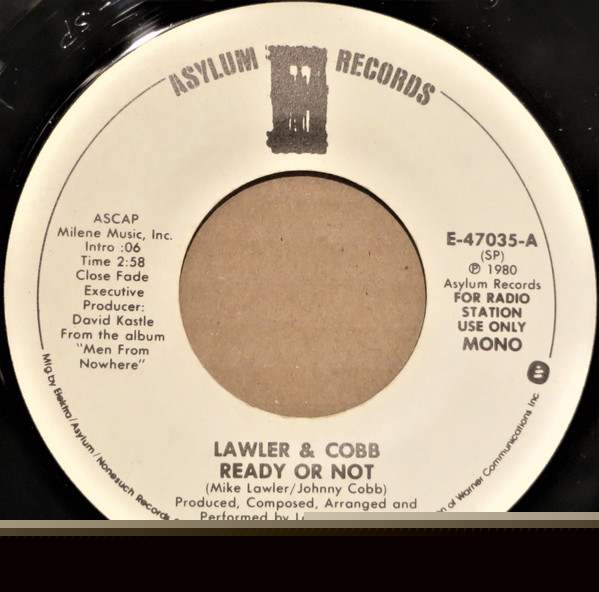 ASYLUM RECORDS
ASCAP
Milene Music, Inc.
Intro :06
Time 2:58
Close Fade
Executive
Producer:
David Kastle
From the album
"Men From
Nowhere"
E-47035-A
(SP)
℗ 1980
Asylum Records
FOR RADIO
STATION
USE ONLY
MONO
LAWLER & COBB
READY OR NOT
(Mike Lawler/Johnny Cobb)
Produced, Composed, Arranged and
Performed by
Mfg by Elektra/Asylum/Nonesuch Records
of Warner Communications Inc
SP